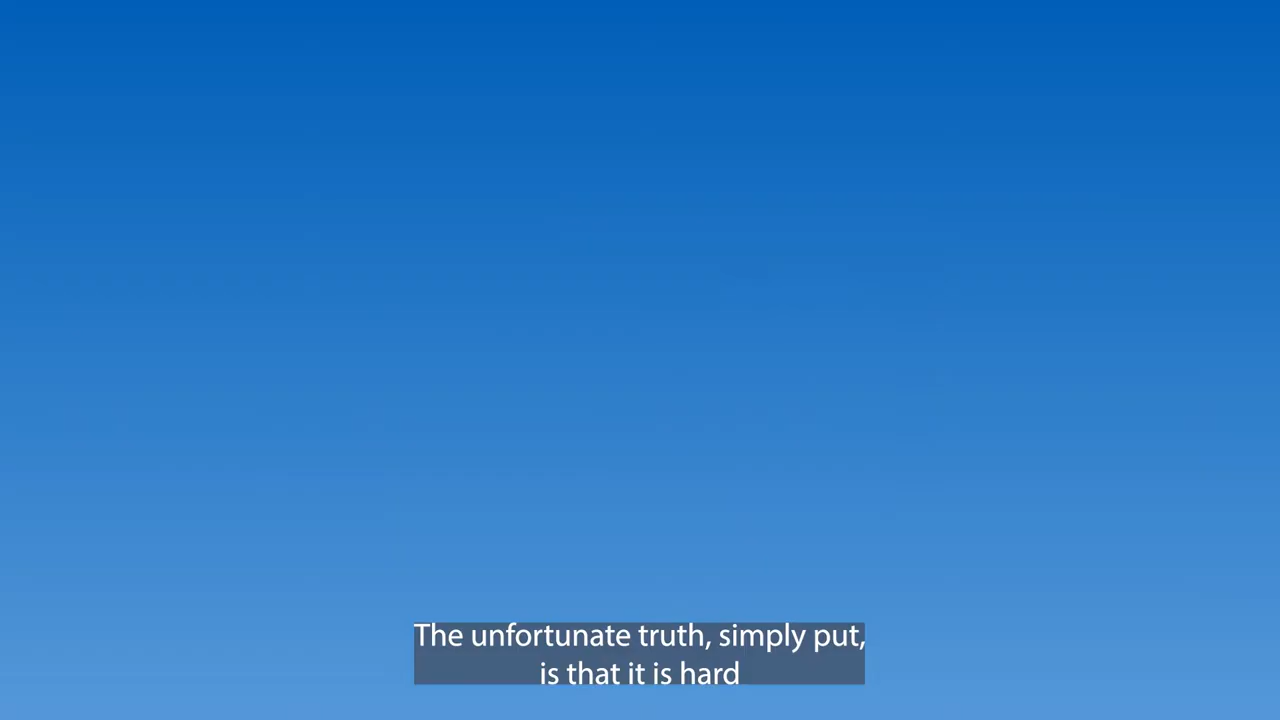 The unfortunate truth, simply put,
is that it is hard